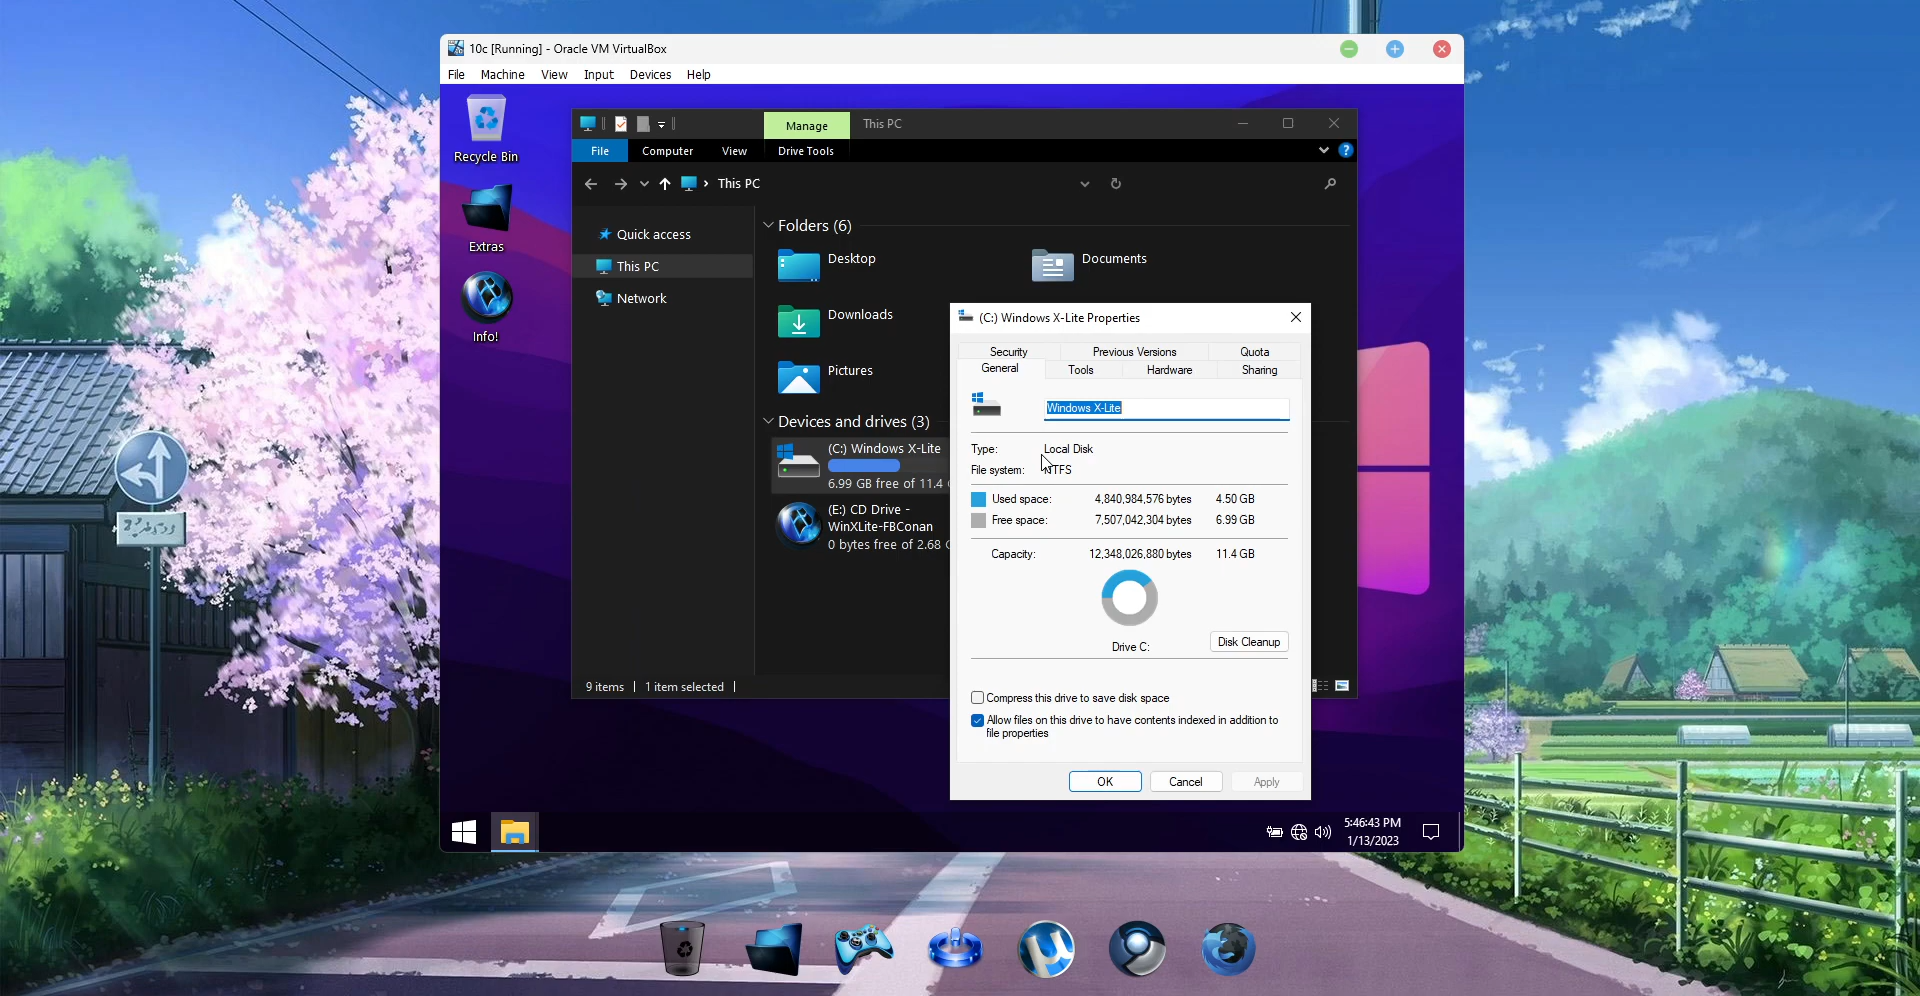 10c [Running] - Oracle VM VirtualBox
File Machine View Input Devices Help
Recycle Bin
Extras
Info!
Manage This PC
File Computer View Drive Tools
This PC
Quick access
This PC
Network
Folders (6)
Desktop
Documents
Downloads
Pictures
Devices and drives (3)
(C:) Windows X-Lite
6.99 GB free of 11.4
(E:) CD Drive -
WinXLite-FBConan
0 bytes free of 2.68
9 items 1 item selected
(C:) Windows X-Lite Properties
Security Previous Versions Quota
General Tools Hardware Sharing
Windows X-Lite
Type: Local Disk
File system: NTFS
Used space: 4,840,984,576 bytes 4.50 GB
Free space: 7,507,042,304 bytes 6.99 GB
Capacity: 12,348,026,880 bytes 11.4 GB
Drive C:
Disk Cleanup
Compress this drive to save disk space
Allow files on this drive to have contents indexed in addition to
file properties
OK Cancel Apply
5:46:43 PM
1/13/2023